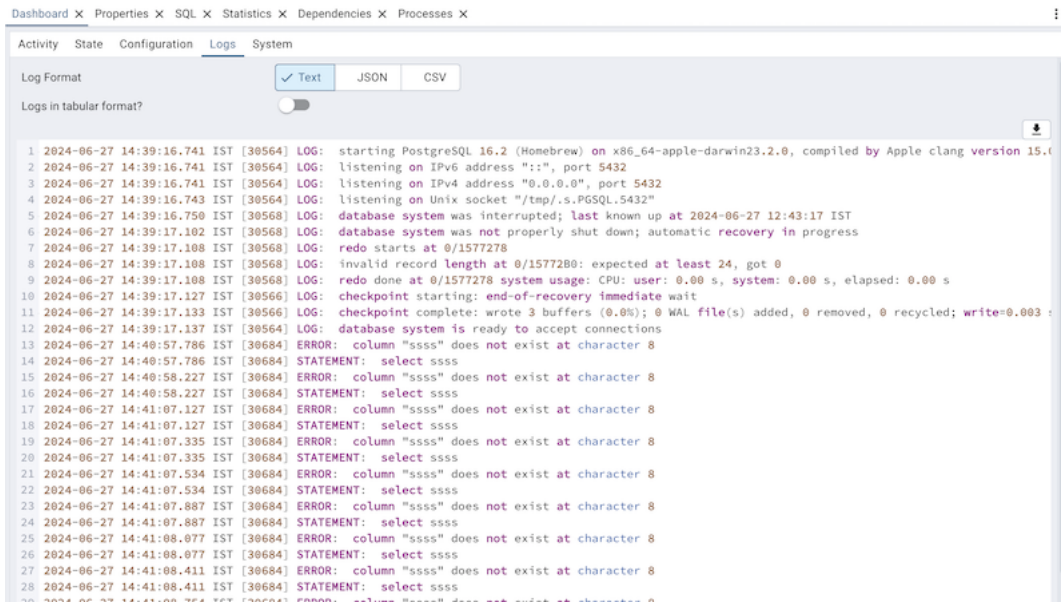 Dashboard Properties SQL Statistics Dependencies Processes
Activity State Configuration Logs System
Log Format Text JSON CSV
Logs in tabular format?
1 2024-06-27 14:39:16.741 IST [30564] LOG: starting PostgreSQL 16.2 (Homebrew) on x86_64-apple-darwin23.2.0, compiled by Apple clang version 15.0
2 2024-06-27 14:39:16.741 IST [30564] LOG: listening on IPv6 address "::", port 5432
3 2024-06-27 14:39:16.741 IST [30564] LOG: listening on IPv4 address "0.0.0.0", port 5432
4 2024-06-27 14:39:16.743 IST [30564] LOG: listening on Unix socket "/tmp/.s.PGSQL.5432"
5 2024-06-27 14:39:16.750 IST [30568] LOG: database system was interrupted; last known up at 2024-06-27 12:43:17 IST
6 2024-06-27 14:39:17.102 IST [30568] LOG: database system was not properly shut down; automatic recovery in progress
7 2024-06-27 14:39:17.108 IST [30568] LOG: redo starts at 0/1577278
8 2024-06-27 14:39:17.108 IST [30568] LOG: invalid record length at 0/15772B0: expected at least 24, got 0
9 2024-06-27 14:39:17.108 IST [30568] LOG: redo done at 0/1577278 system usage: CPU: user: 0.00 s, system: 0.00 s, elapsed: 0.00 s
10 2024-06-27 14:39:17.127 IST [30566] LOG: checkpoint starting: end-of-recovery immediate wait
11 2024-06-27 14:39:17.133 IST [30566] LOG: checkpoint complete: wrote 3 buffers (0.0%); 0 WAL file(s) added, 0 removed, 0 recycled; write=0.003 s
12 2024-06-27 14:39:17.137 IST [30564] LOG: database system is ready to accept connections
13 2024-06-27 14:40:57.786 IST [30684] ERROR: column "ssss" does not exist at character 8
14 2024-06-27 14:40:57.786 IST [30684] STATEMENT: select ssss
15 2024-06-27 14:40:58.227 IST [30684] ERROR: column "ssss" does not exist at character 8
16 2024-06-27 14:40:58.227 IST [30684] STATEMENT: select ssss
17 2024-06-27 14:41:07.127 IST [30684] ERROR: column "ssss" does not exist at character 8
18 2024-06-27 14:41:07.127 IST [30684] STATEMENT: select ssss
19 2024-06-27 14:41:07.335 IST [30684] ERROR: column "ssss" does not exist at character 8
20 2024-06-27 14:41:07.335 IST [30684] STATEMENT: select ssss
21 2024-06-27 14:41:07.534 IST [30684] ERROR: column "ssss" does not exist at character 8
22 2024-06-27 14:41:07.534 IST [30684] STATEMENT: select ssss
23 2024-06-27 14:41:07.887 IST [30684] ERROR: column "ssss" does not exist at character 8
24 2024-06-27 14:41:07.887 IST [30684] STATEMENT: select ssss
25 2024-06-27 14:41:08.077 IST [30684] ERROR: column "ssss" does not exist at character 8
26 2024-06-27 14:41:08.077 IST [30684] STATEMENT: select ssss
27 2024-06-27 14:41:08.411 IST [30684] ERROR: column "ssss" does not exist at character 8
28 2024-06-27 14:41:08.411 IST [30684] STATEMENT: select ssss